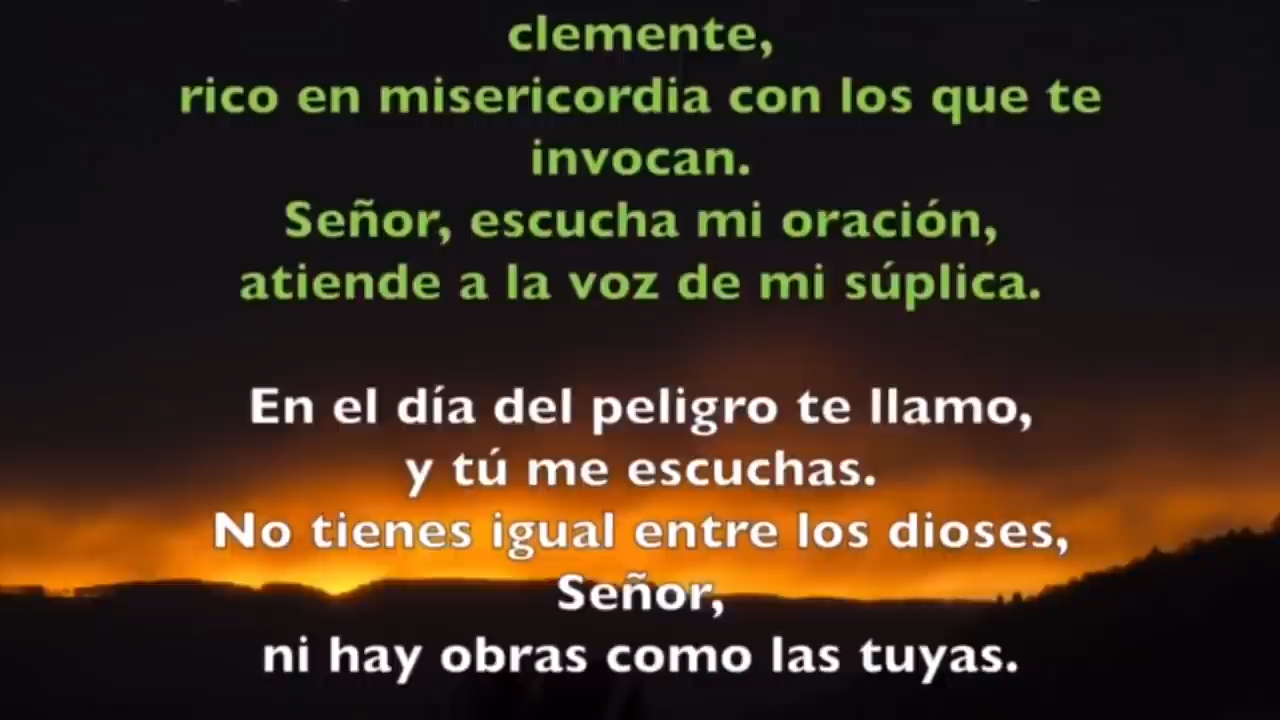 clemente,
rico en misericordia con los que te
invocan.
Señor, escucha mi oración,
atiende a la voz de mi súplica.
En el día del peligro te llamo,
y tú me escuchas.
No tienes igual entre los dioses,
Señor,
ni hay obras como las tuyas.